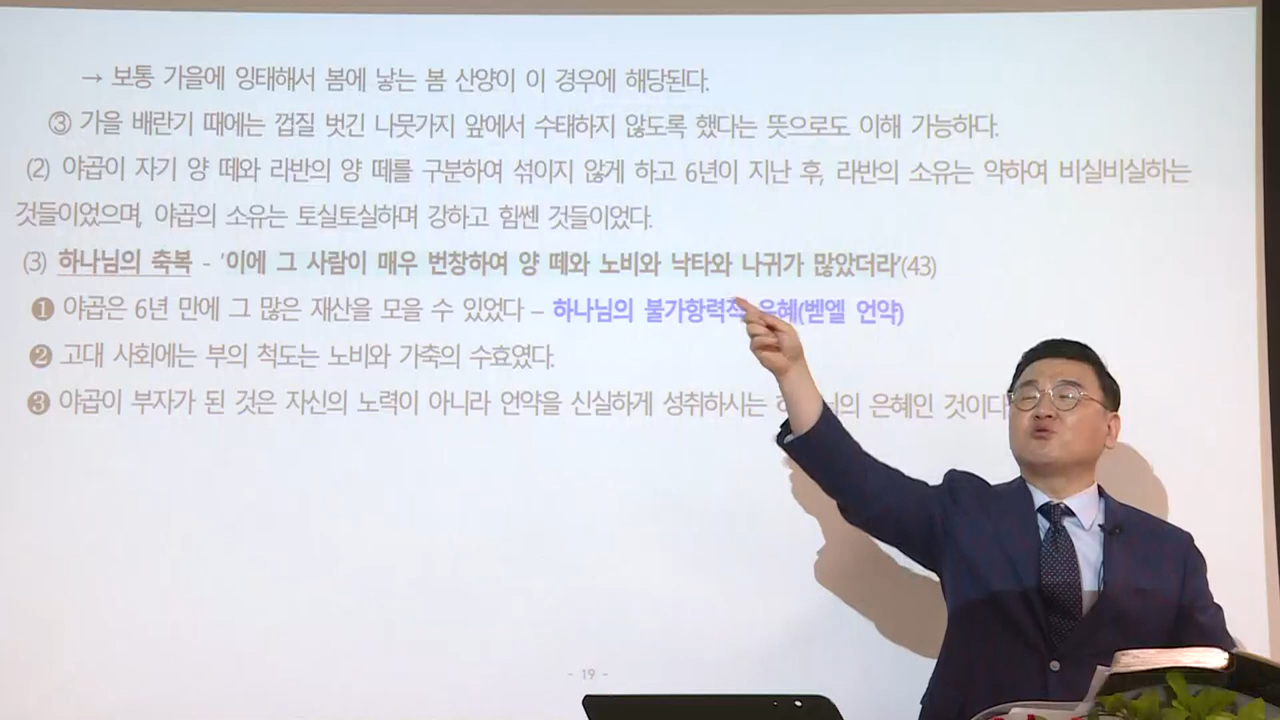 → 보통 가을에 잉태해서 봄에 낳는 봄 산양이 이 경우에 해당된다.
③ 가을 배란기 때에는 껍질 벗긴 나뭇가지 앞에서 수태하지 않도록 했다는 뜻으로도 이해 가능하다.
(2) 야곱이 자기 양 떼와 라반의 양 떼를 구분하여 섞이지 않게 하고 6년이 지난 후, 라반의 소유는 약하여 비실비실하는
것들이었으며, 야곱의 소유는 토실토실하며 강하고 힘쎈 것들이었다.
(3) 하나님의 축복 - '이에 그 사람이 매우 번창하여 양 떼와 노비와 낙타와 나귀가 많았더라'(43)
❶ 야곱은 6년 만에 그 많은 재산을 모을 수 있었다 – 하나님의 불가항력적 은혜(벧엘 언약)
❷ 고대 사회에는 부의 척도는 노비와 가축의 수효였다.
❸ 야곱이 부자가 된 것은 자신의 노력이 아니라 언약을 신실하게 성취하시는 은혜인 것이다
- 19 -